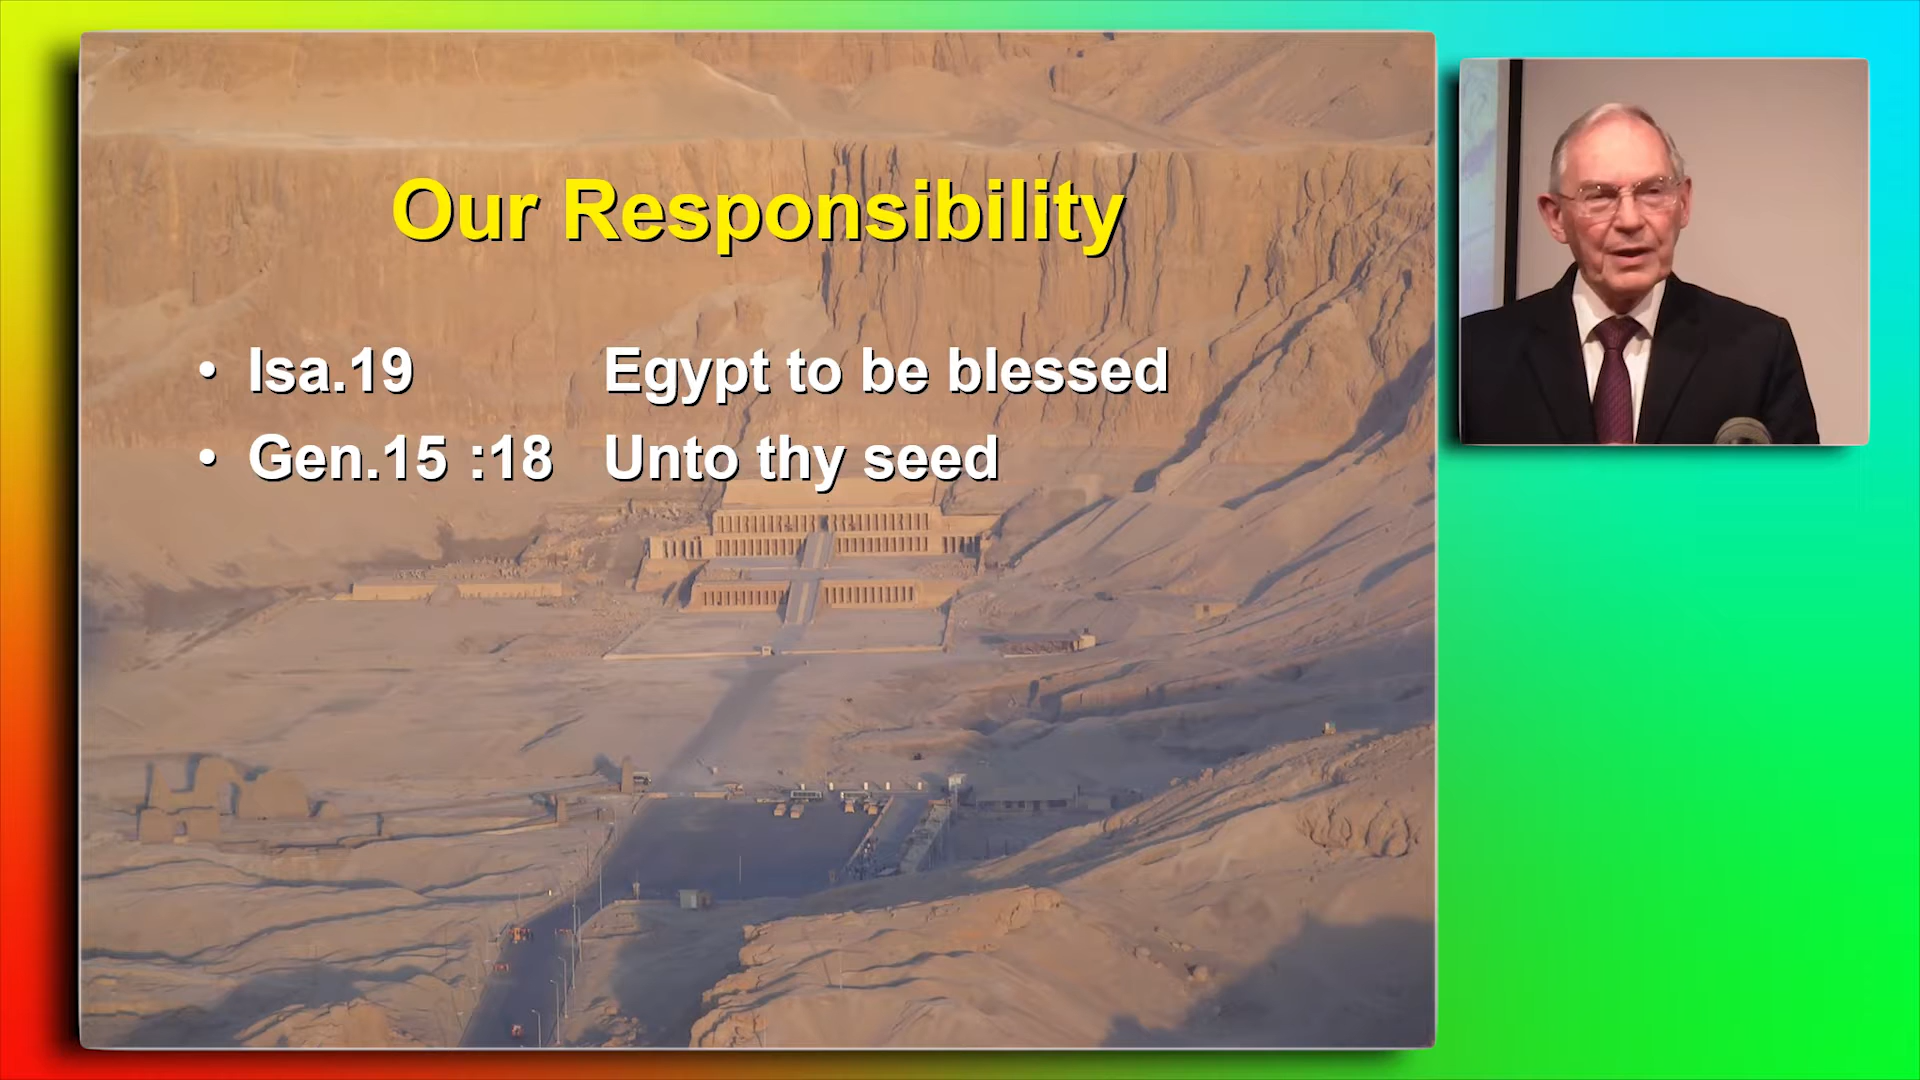 Our Responsibility
• Isa.19 Egypt to be blessed
• Gen.15 :18 Unto thy seed